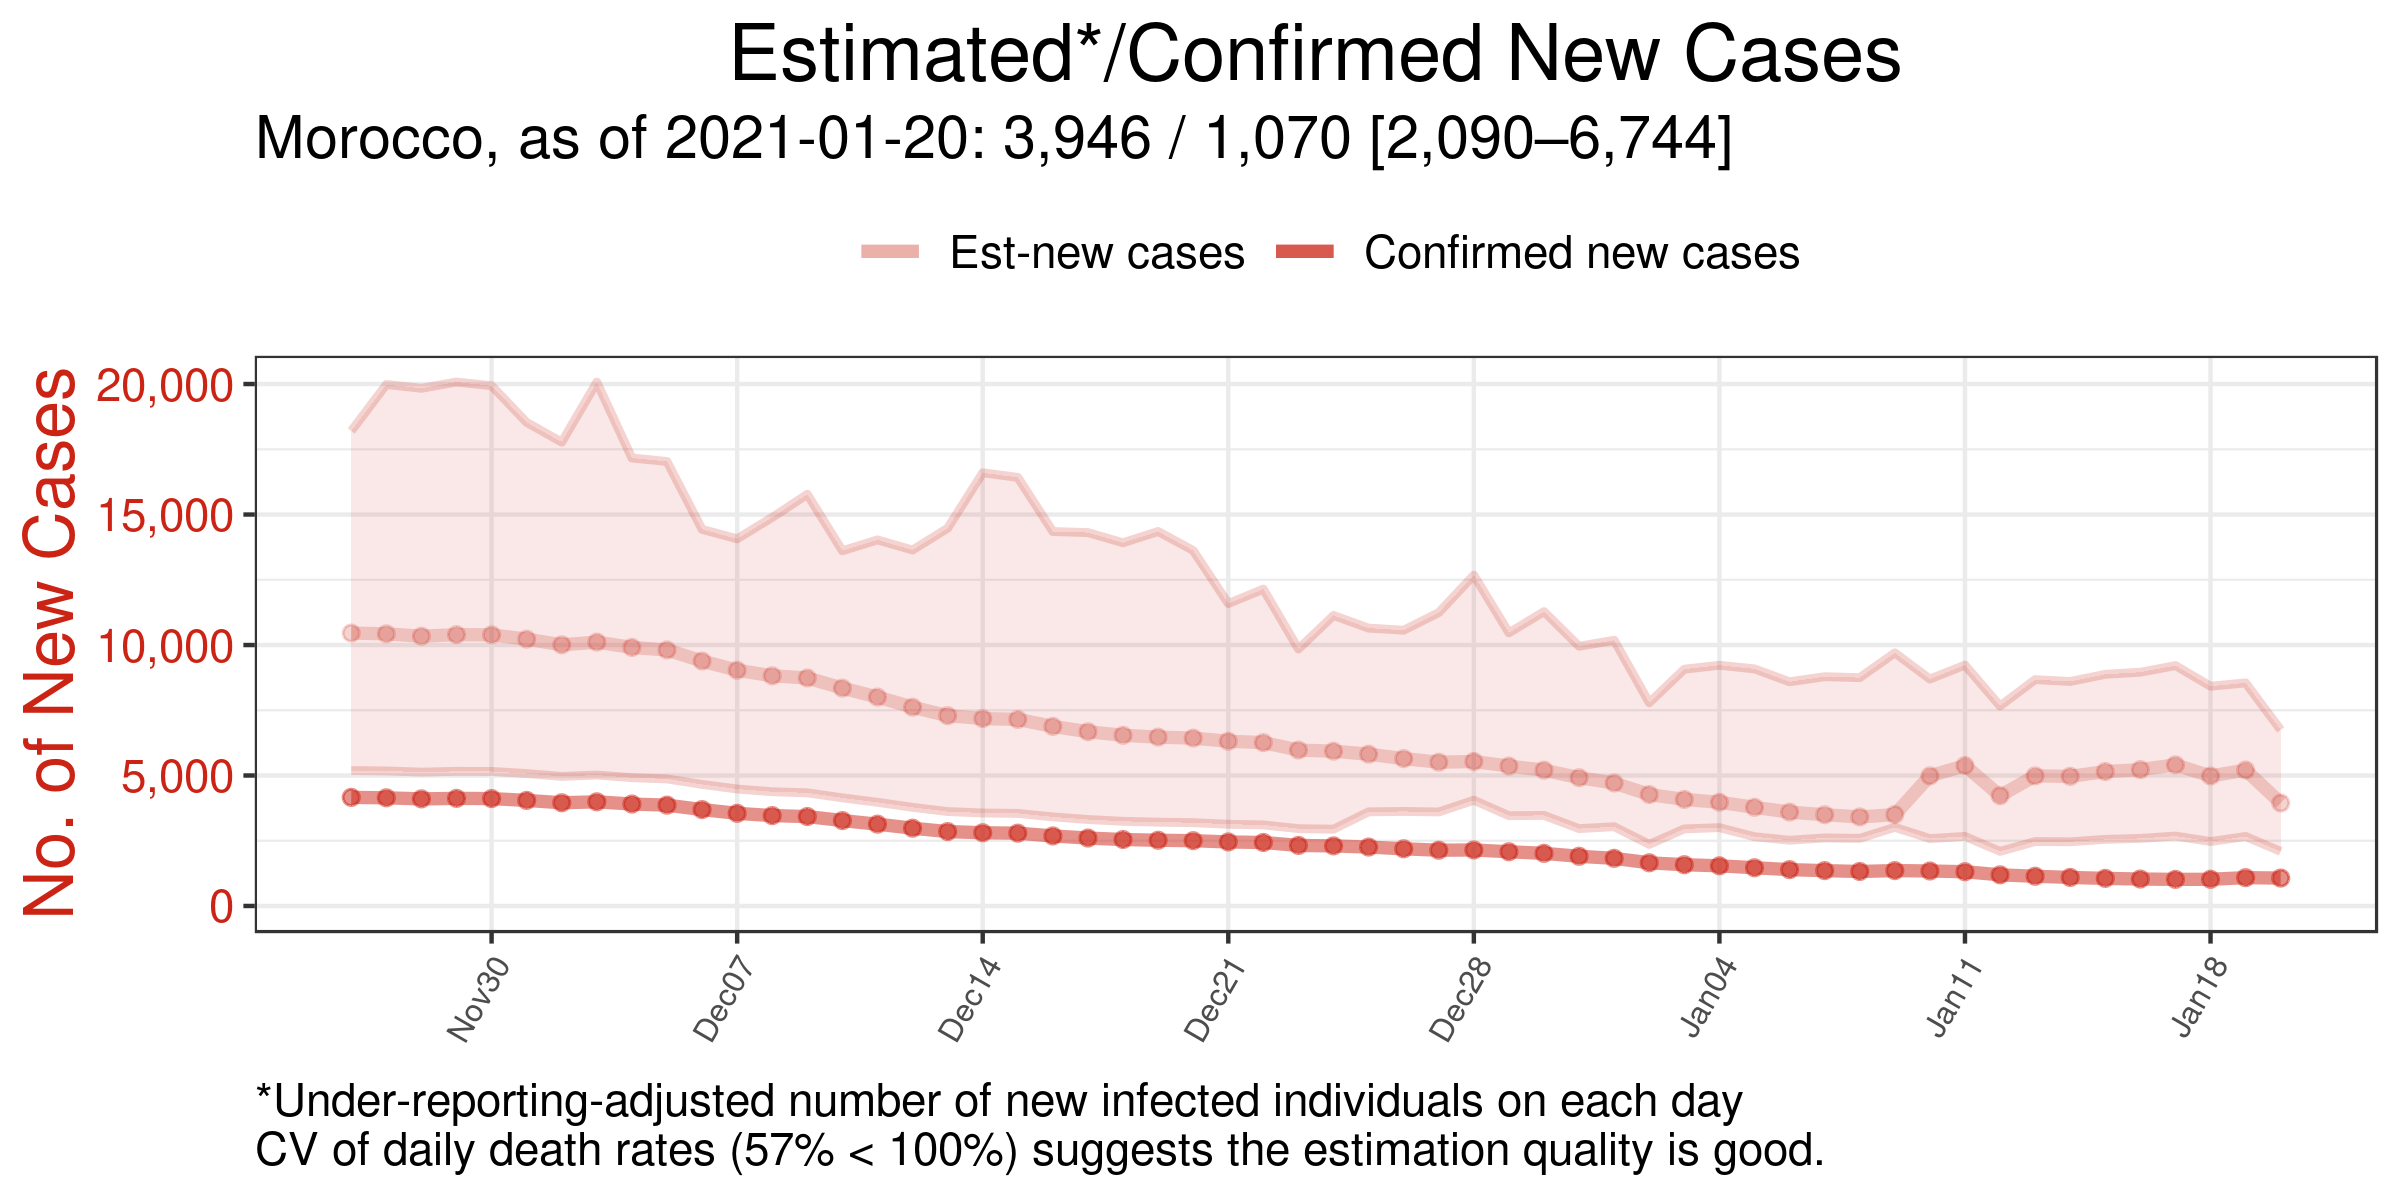 Estimated*/Confirmed New Cases
Morocco, as of 2021-01-20: 3,946 / 1,070 [2,090–6,744]
Est-new cases
Confirmed new cases
No. of New Cases
20,000
15,000
10,000
5,000
0
Nov30
Dec07
Dec14
Dec21
Dec28
Jan04
Jan11
Jan18
*Under-reporting-adjusted number of new infected individuals on each day
CV of daily death rates (57% < 100%) suggests the estimation quality is good.